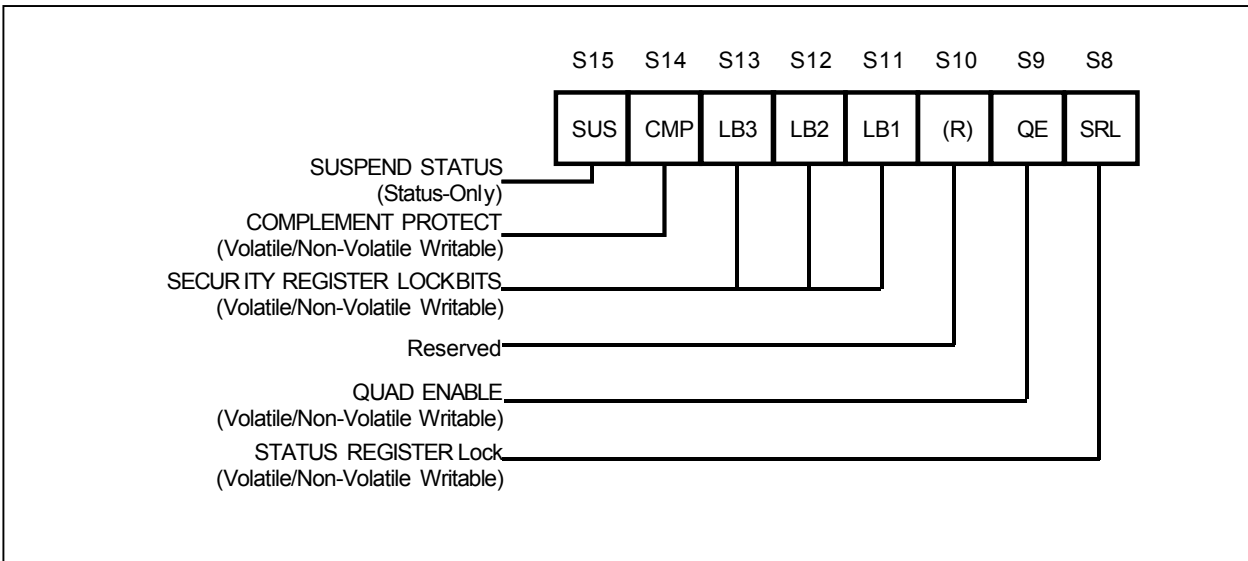 S15 S14 S13 S12 S11 S10 S9 S8
SUS CMP LB3 LB2 LB1 (R) QE SRL
SUSPEND STATUS
(Status-Only)
COMPLEMENT PROTECT
(Volatile/Non-Volatile Writable)
SECURITY REGISTER LOCKBITS
(Volatile/Non-Volatile Writable)
Reserved
QUAD ENABLE
(Volatile/Non-Volatile Writable)
STATUS REGISTER Lock
(Volatile/Non-Volatile Writable)